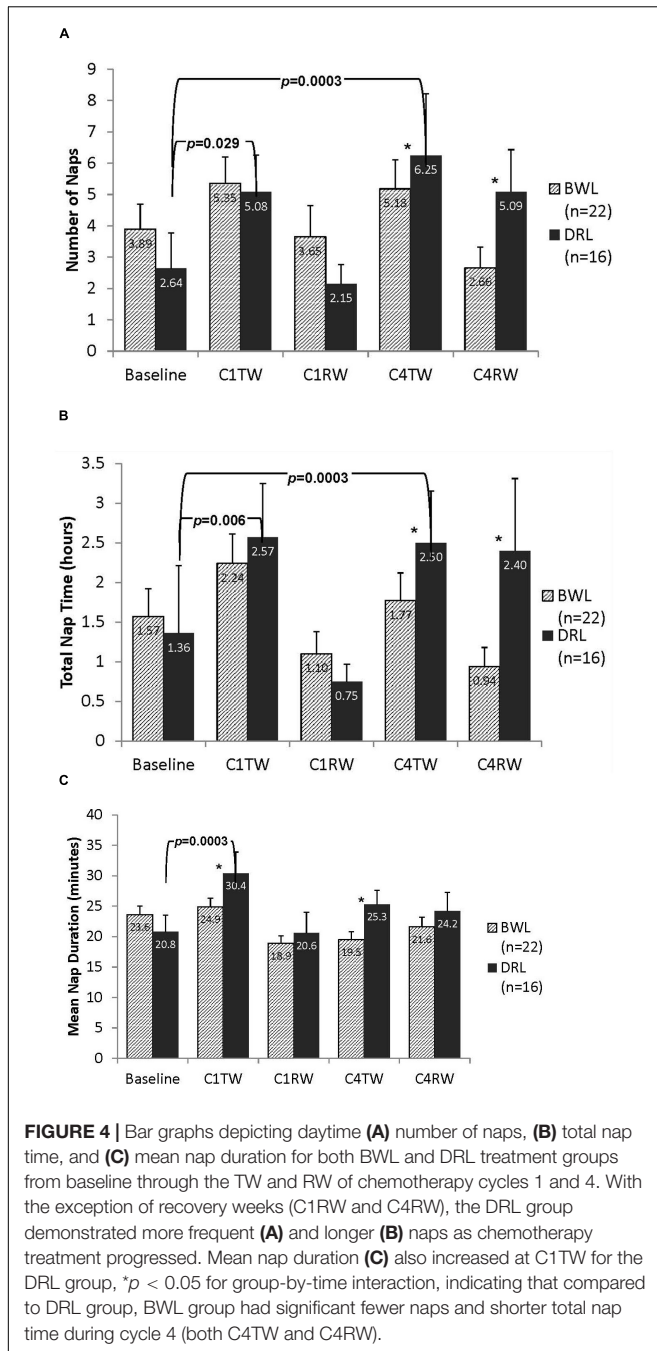 A
9
8
7
6
5
4
3
2
1
0
Number of Naps
p=0.0003
p=0.029
*
*
3.89
2.64
5.35
5.08
3.65
2.15
5.18
6.25
2.66
5.09
BWL
(n=22)
DRL
(n=16)
Baseline C1TW C1RW C4TW C4RW
B
3.5
3
2.5
2
1.5
1
0.5
0
Total Nap Time (hours)
p=0.0003
p=0.006
*
*
1.57
1.36
2.24
2.57
1.10
0.75
1.77
2.50
0.94
2.40
BWL
(n=22)
DRL
(n=16)
Baseline C1TW C1RW C4TW C4RW
C
40
35
30
25
20
15
10
5
0
Mean Nap Duration (minutes)
p=0.0003
*
*
23.6
20.8
24.9
30.4
18.9
20.6
19.5
25.3
21.6
24.2
BWL
(n=22)
DRL
(n=16)
Baseline C1TW C1RW C4TW C4RW
FIGURE 4 | Bar graphs depicting daytime (A) number of naps, (B) total nap
time, and (C) mean nap duration for both BWL and DRL treatment groups
from baseline through the TW and RW of chemotherapy cycles 1 and 4. With
the exception of recovery weeks (C1RW and C4RW), the DRL group
demonstrated more frequent (A) and longer (B) naps as chemotherapy
treatment progressed. Mean nap duration (C) also increased at C1TW for the
DRL group, *p < 0.05 for group-by-time interaction, indicating that compared
to DRL group, BWL group had significant fewer naps and shorter total nap
time during cycle 4 (both C4TW and C4RW).